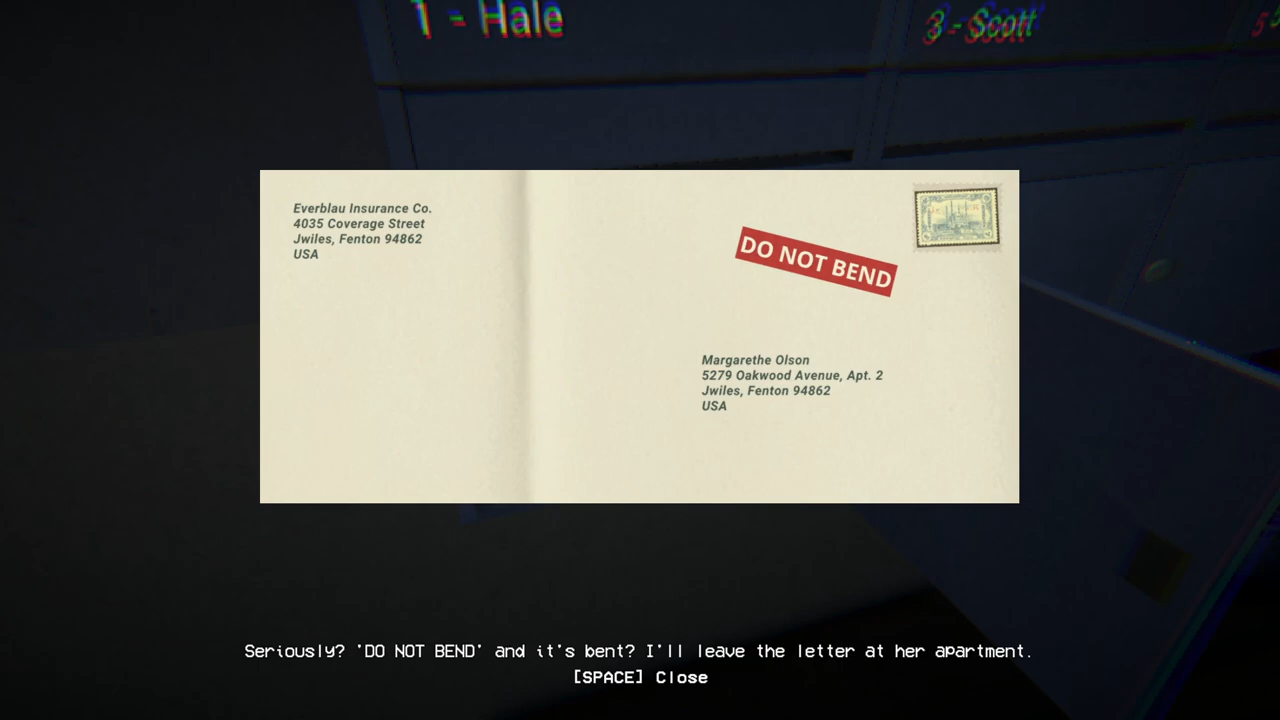 1 - Hale
3 - Scott
Everblau Insurance Co.
4035 Coverage Street
Jwiles, Fenton 94862
USA
DO NOT BEND
Margarethe Olson
5279 Oakwood Avenue, Apt. 2
Jwiles, Fenton 94862
USA
Seriously? 'DO NOT BEND' and it's bent? I'll leave the letter at her apartment.
[SPACE] Close